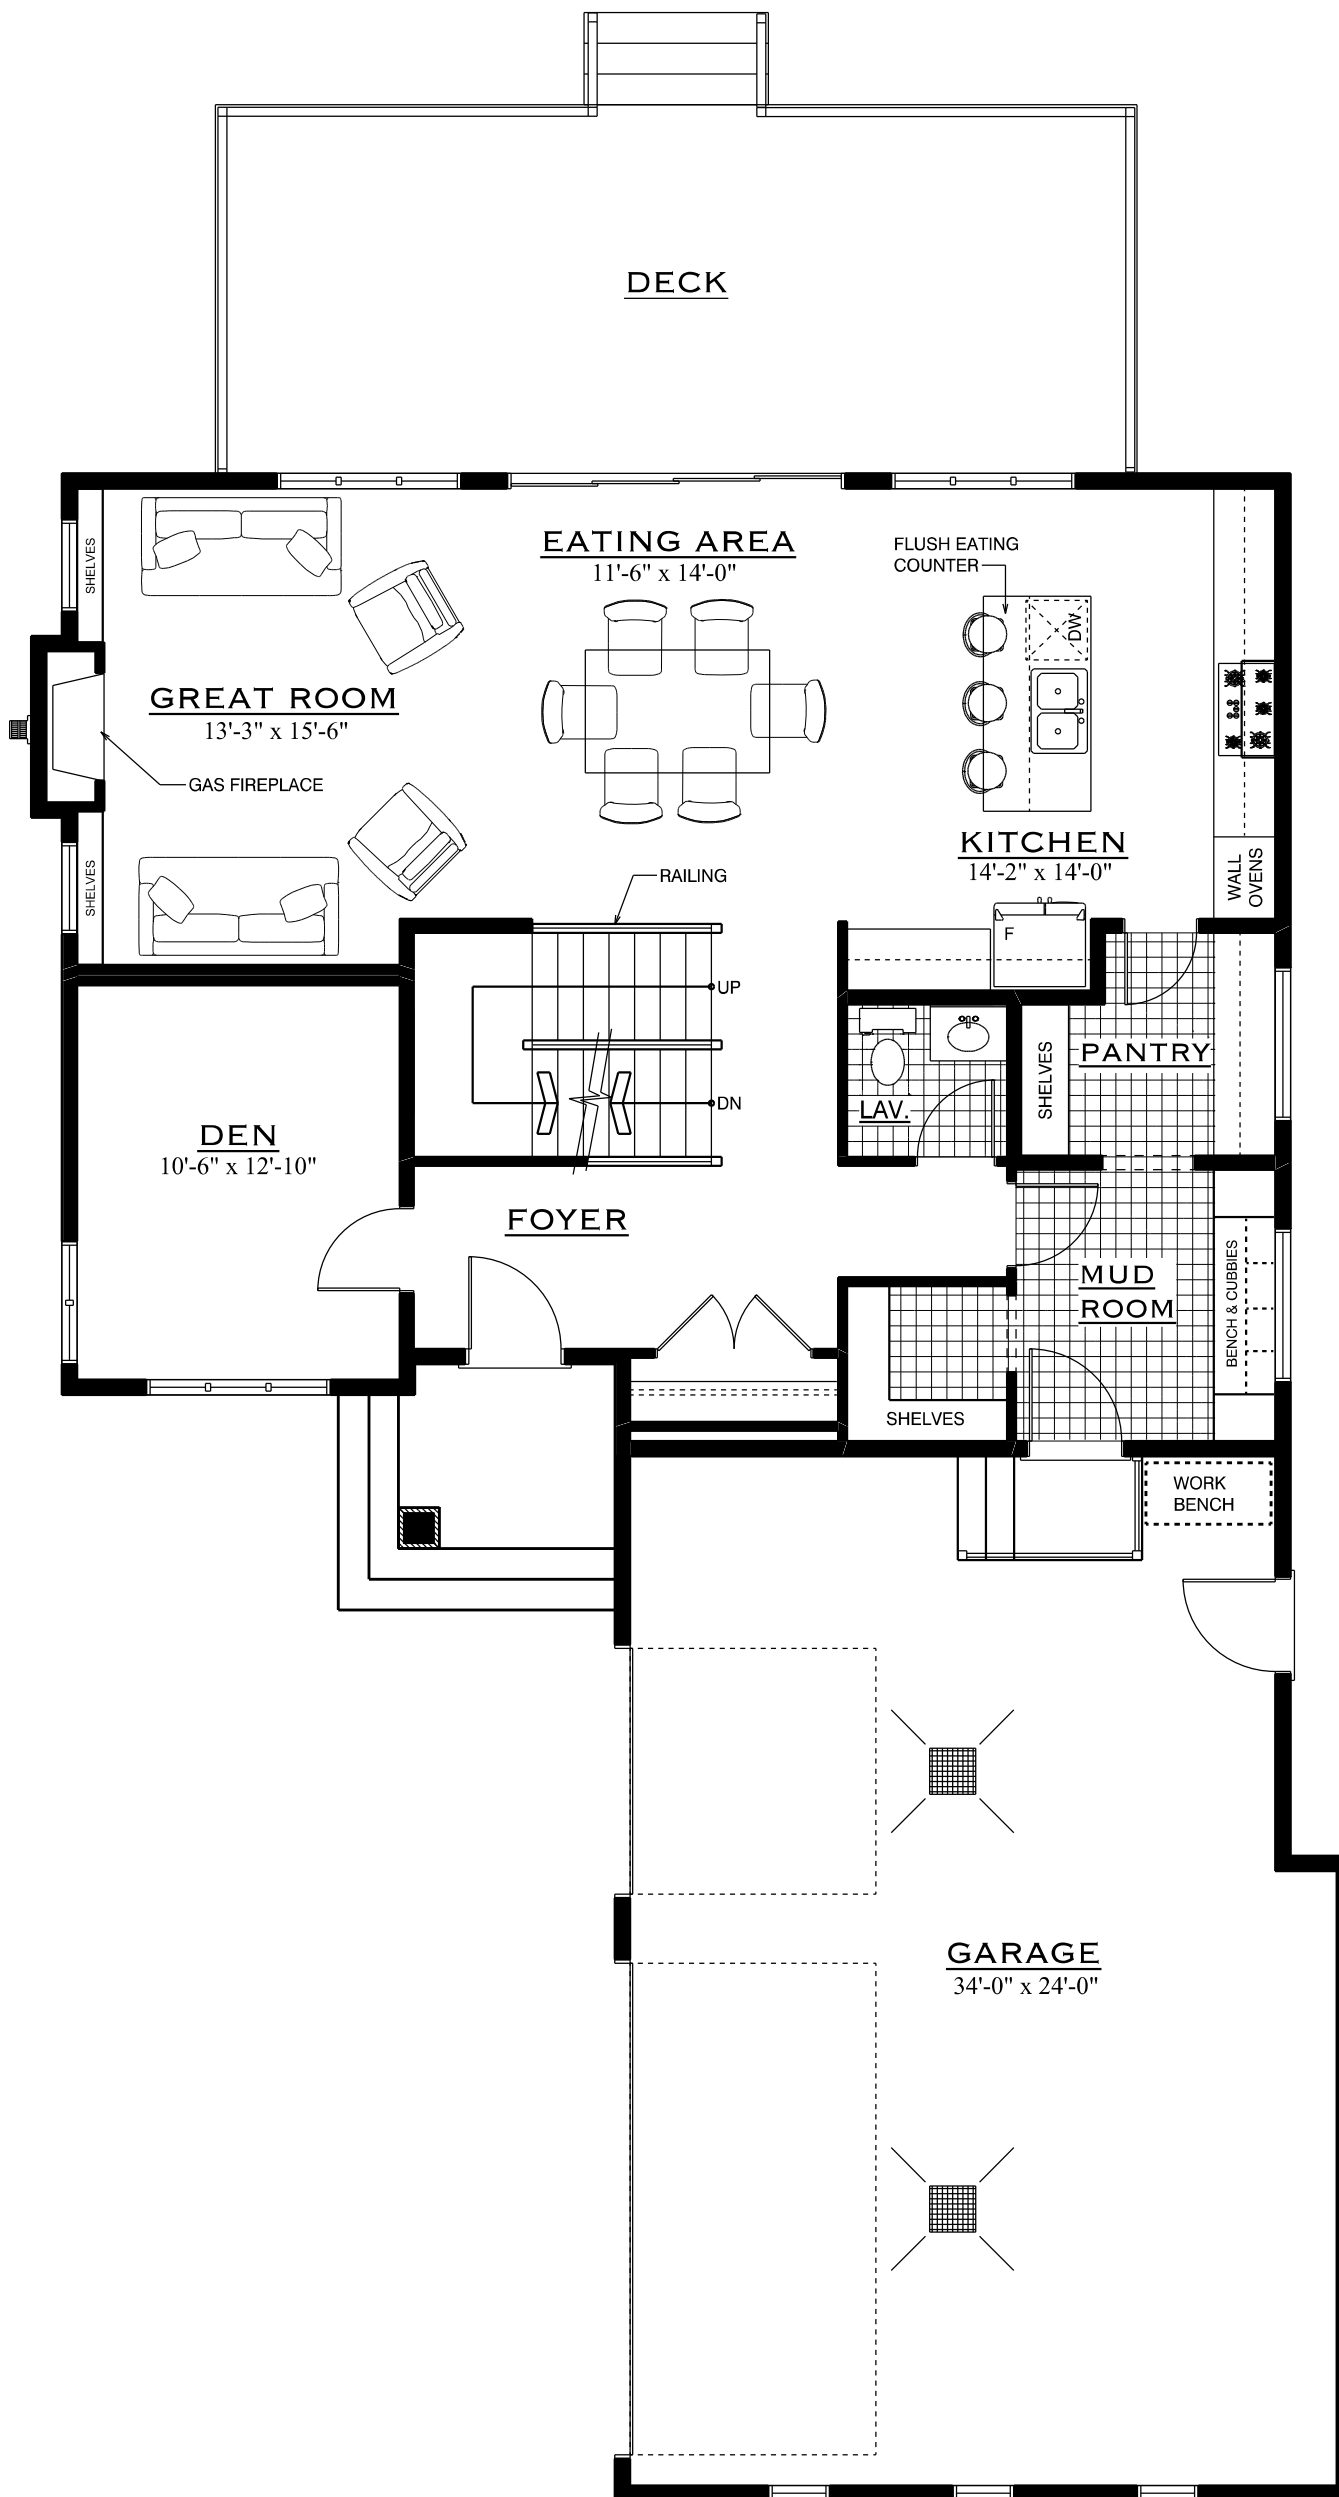 DECK
EATING AREA
11'-6" x 14'-0"
FLUSH EATING
COUNTER
SHELVES
DW
GREAT ROOM
13'-3" x 15'-6"
GAS FIREPLACE
KITCHEN
14'-2" x 14'-0"
WALL
OVENS
SHELVES
RAILING
F
UP
DN
SHELVES
PANTRY
LAV.
DEN
10'-6" x 12'-10"
FOYER
MUD
ROOM
BENCH & CUBBIES
SHELVES
WORK
BENCH
GARAGE
34'-0" x 24'-0"